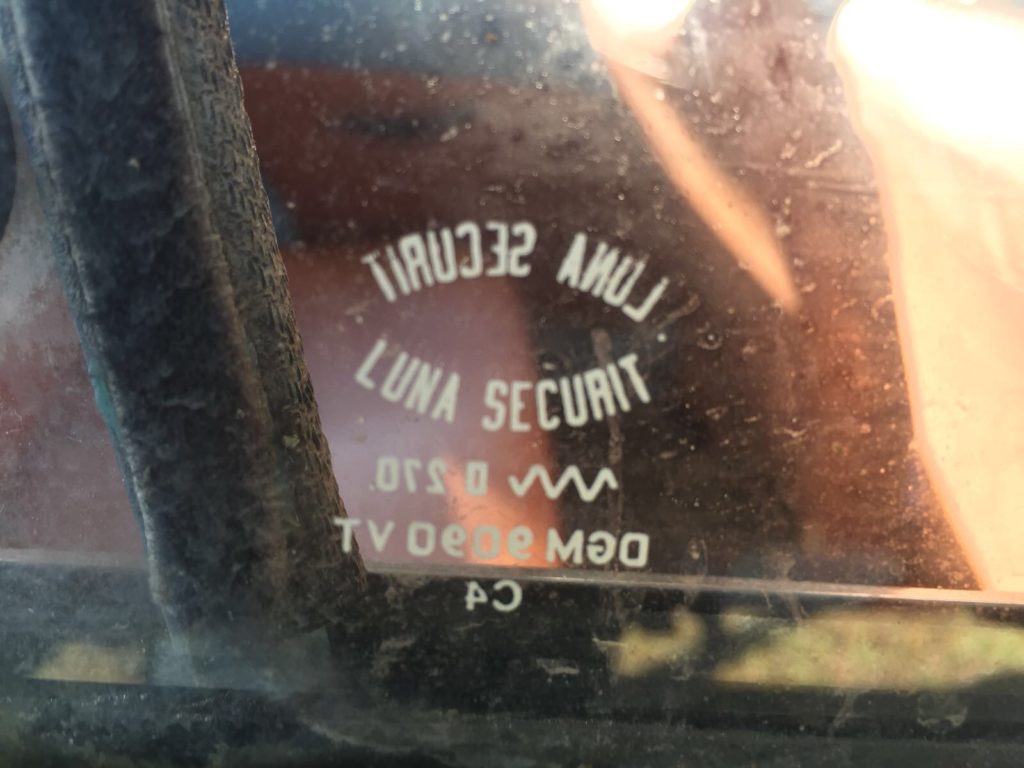 LUNA SECURIT
LUNA SECURIT
D 270
DGM 9090 VT
C4